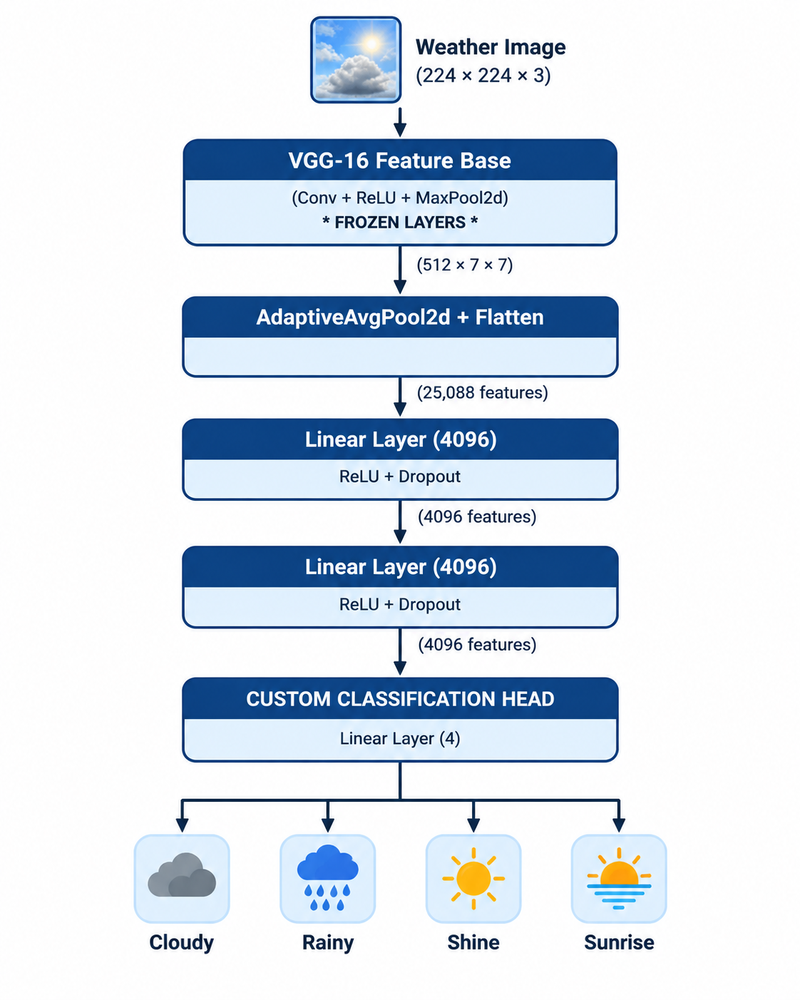 Weather Image
(224 × 224 × 3)
VGG-16 Feature Base
(Conv + ReLU + MaxPool2d)
* FROZEN LAYERS *
(512 × 7 × 7)
AdaptiveAvgPool2d + Flatten
(25,088 features)
Linear Layer (4096)
ReLU + Dropout
(4096 features)
Linear Layer (4096)
ReLU + Dropout
(4096 features)
CUSTOM CLASSIFICATION HEAD
Linear Layer (4)
Cloudy
Rainy
Shine
Sunrise